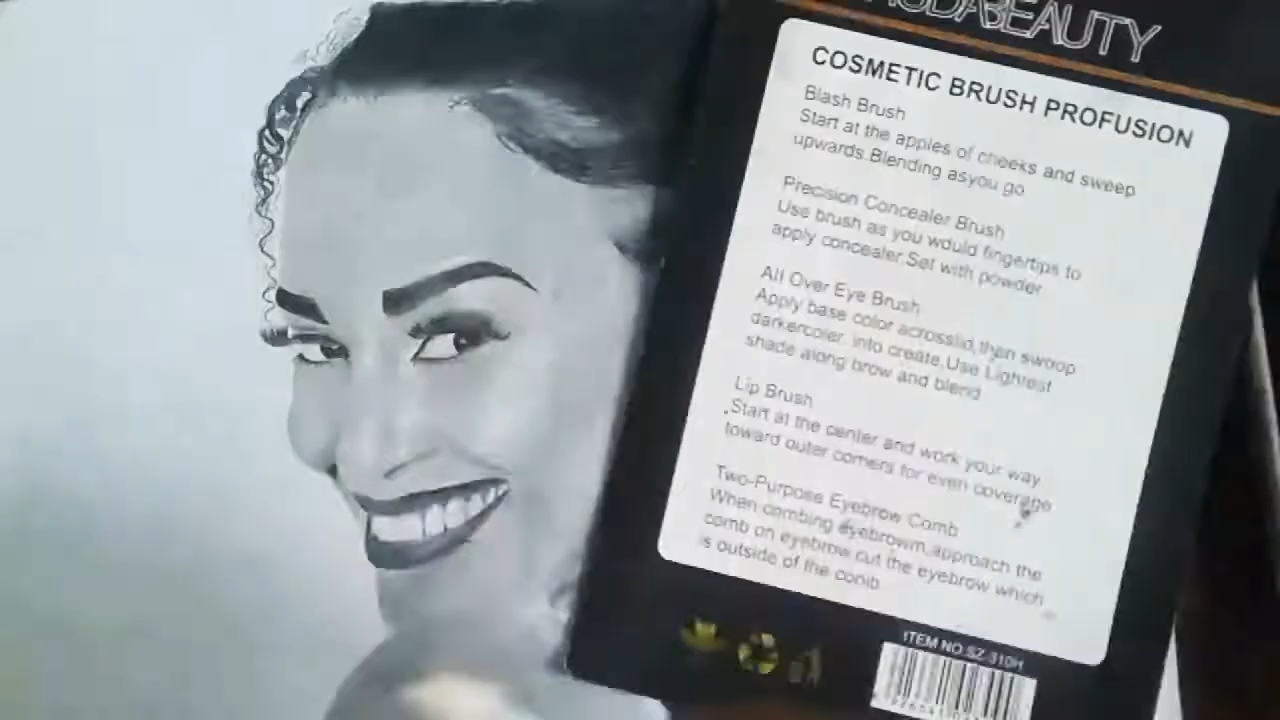 HUDABEAUTY
COSMETIC BRUSH PROFUSION
Blash Brush
Start at the apples of cheeks and sweep
upwards.Blending asyou go
Precision Concealer Brush
Use brush as you wduld fingertips to
apply concealer.Set with powder
All Over Eye Brush
Apply base color acrosslid,then swoop
darkercoler. into create.Use Lightest
shade along brow and blend
Lip Brush
.Start at the center and work your way
toward outer corners for even coverage
Two-Purpose Eyebrow Comb
When combing eyebrown,approach the
comb on eyebrow cut the eyebrow which
is outside of the conib
ITEM NO.SZ-310H